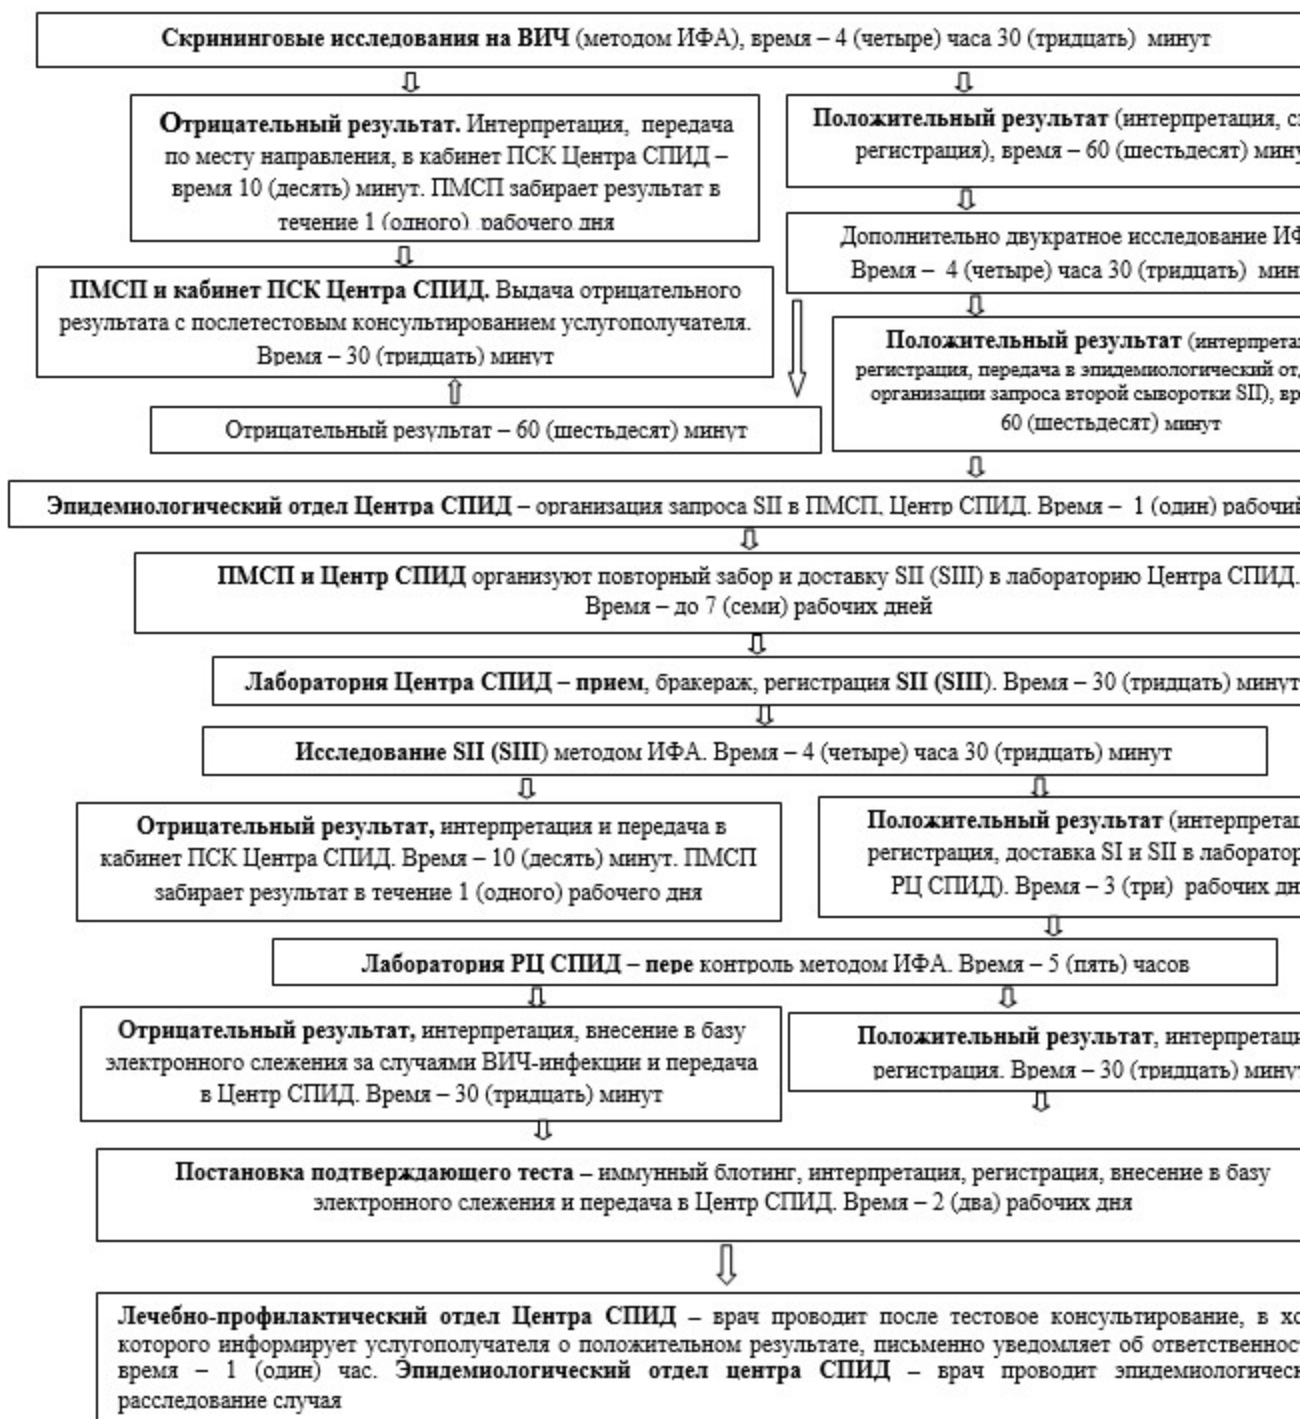 Скрининговые исследования на ВИЧ (методом ИФА), время – 4 (четыре) часа 30 (тридцать) минут
Отрицательный результат. Интерпретация, передача
по месту направления, в кабинет ПСК Центра СПИД –
время 10 (десять) минут. ПМСП забирает результат в
течение 1 (одного) рабочего дня
Положительный результат (интерпретация,
регистрация), время – 60 (шестьдесят)
Дополнительно двукратное исследование
Время – 4 (четыре) часа 30 (тридцать)
ПМСП и кабинет ПСК Центра СПИД. Выдача отрицательного
результата с послетестовым консультированием услугополучателя.
Время – 30 (тридцать) минут
Положительный результат
регистрация, передача в эпидемиологический
организации запроса второй сыворотки SII),
60 (шестьдесят) минут
Отрицательный результат – 60 (шестьдесят) минут
Эпидемиологический отдел Центра СПИД – организация запроса SII в ПМСП, Центр СПИД. Время – 1 (один)
ПМСП и Центр СПИД организуют повторный забор и доставку SII (SIII) в лабораторию Центра СПИД.
Время – до 7 (семи) рабочих дней
Лаборатория Центра СПИД – прием, бракераж, регистрация SII (SIII). Время – 30 (тридцать) минут
Исследование SII (SIII) методом ИФА. Время – 4 (четыре) часа 30 (тридцать) минут
Отрицательный результат, интерпретация и передача в
кабинет ПСК Центра СПИД. Время – 10 (десять) минут. ПМСП
забирает результат в течение 1 (одного) рабочего дня
Положительный результат
регистрация, доставка SI и SII в
РЦ СПИД). Время – 3 (три) рабочих
Лаборатория РЦ СПИД – пере контроль методом ИФА. Время – 5 (пять) часов
Отрицательный результат, интерпретация, внесение в базу
электронного слежения за случаями ВИЧ-инфекции и передача
в Центр СПИД. Время – 30 (тридцать) минут
Положительный результат,
регистрация. Время – 30 (тридцать)
Постановка подтверждающего теста – иммунный блотинг, интерпретация, регистрация, внесение в базу
электронного слежения и передача в Центр СПИД. Время – 2 (два) рабочих дня
Лечебно-профилактический отдел Центра СПИД – врач проводит после тестовое консультирование, в
которого информирует услугополучателя о положительном результате, письменно уведомляет об
время – 1 (один) час. Эпидемиологический отдел центра СПИД – врач проводит
расследование случая